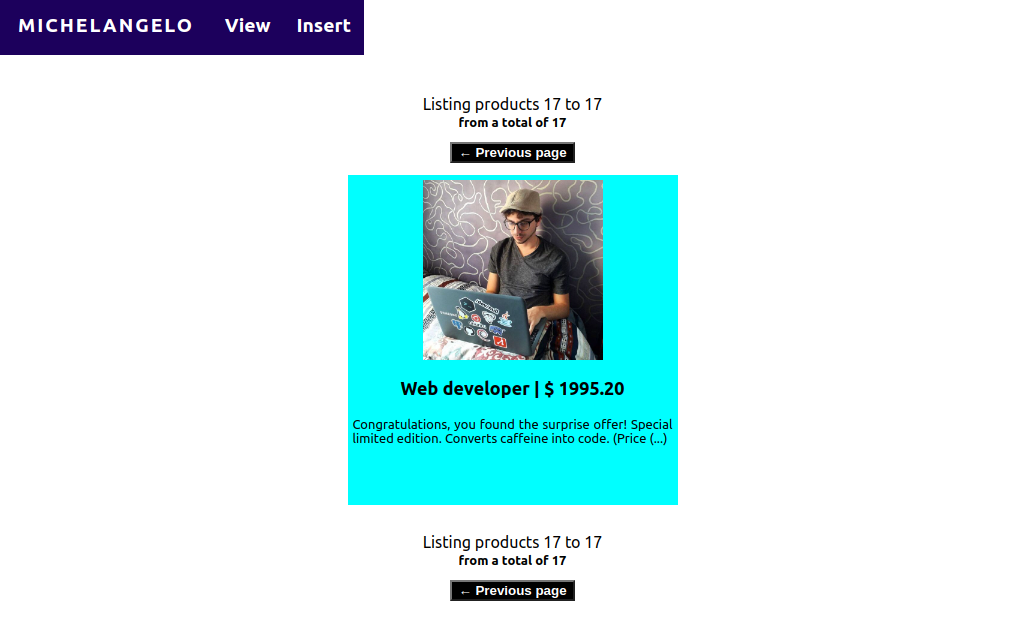 MICHELANGELO View Insert
Listing products 17 to 17
from a total of 17
← Previous page
Web developer | $ 1995.20
Congratulations, you found the surprise offer! Special
limited edition. Converts caffeine into code. (Price (...)
Listing products 17 to 17
from a total of 17
← Previous page